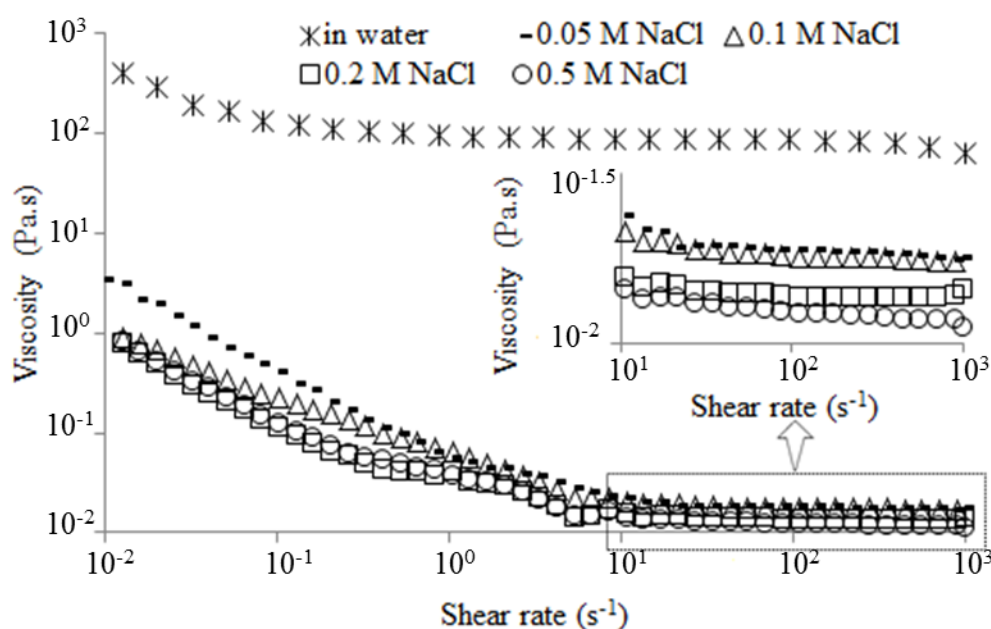 10³
in water 0.05 M NaCl 0.1 M NaCl
0.2 M NaCl 0.5 M NaCl
10²
10¹
10⁰
10⁻¹
10⁻²
Viscosity (Pa.s)
10⁻¹·⁵
10⁻²
Viscosity (Pa.s)
10¹ 10² 10³
Shear rate (s⁻¹)
10⁻² 10⁻¹ 10⁰ 10¹ 10² 10³
Shear rate (s⁻¹)